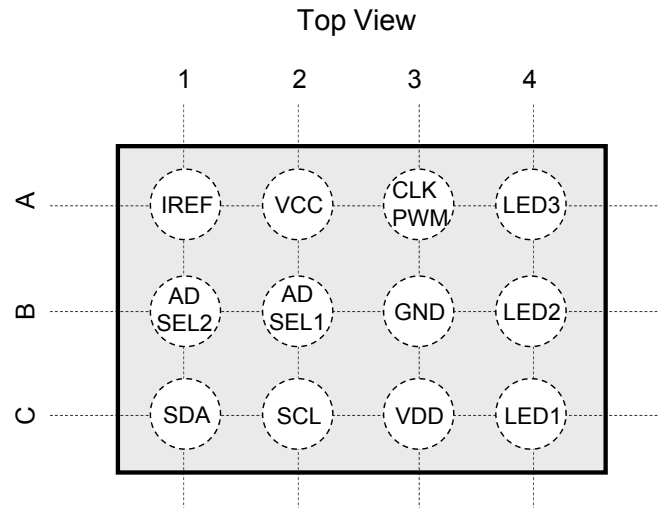 Top View
1 2 3 4
A
IREF
VCC
CLK
PWM
LED3
B
AD
SEL2
AD
SEL1
GND
LED2
C
SDA
SCL
VDD
LED1